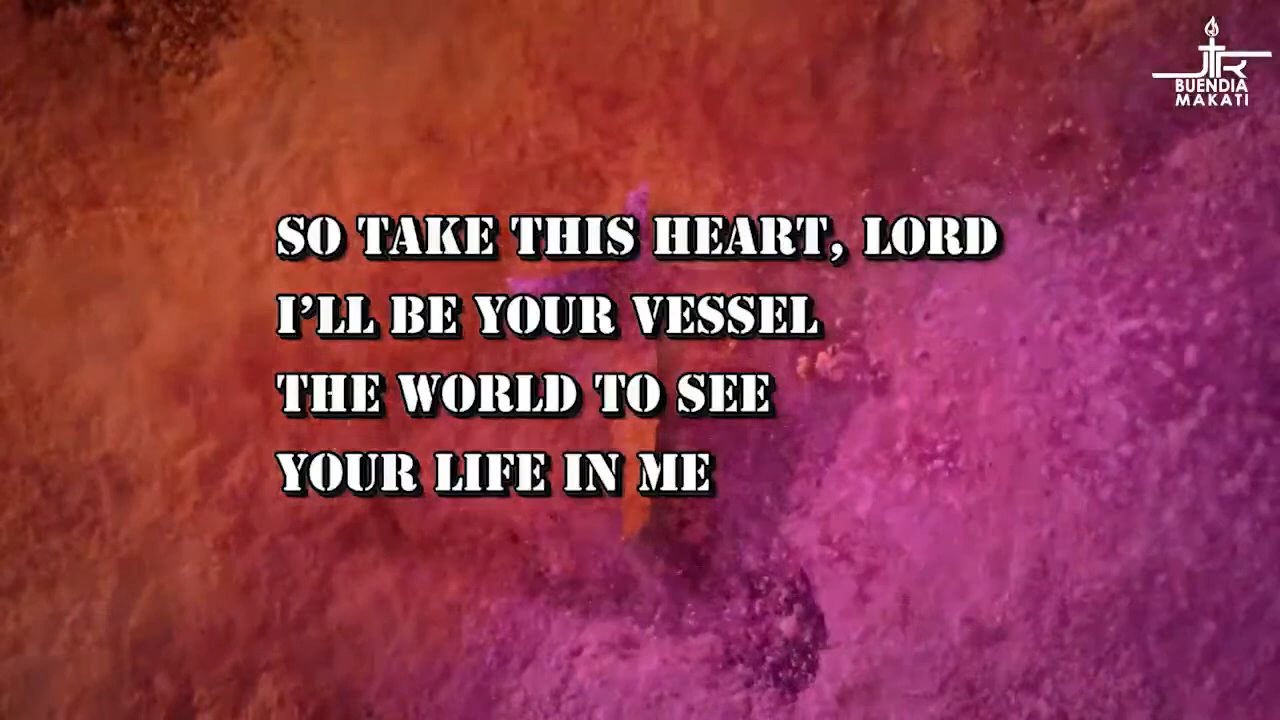 JTR
BUENDIA
MAKATI
SO TAKE THIS HEART, LORD
I'LL BE YOUR VESSEL
THE WORLD TO SEE
YOUR LIFE IN ME